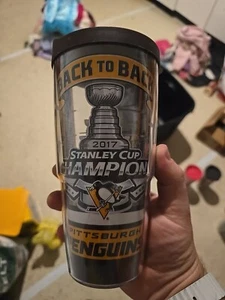 BACK TO BACK
2017
STANLEY CUP
CHAMPIONS
PITTSBURGH
PENGUINS